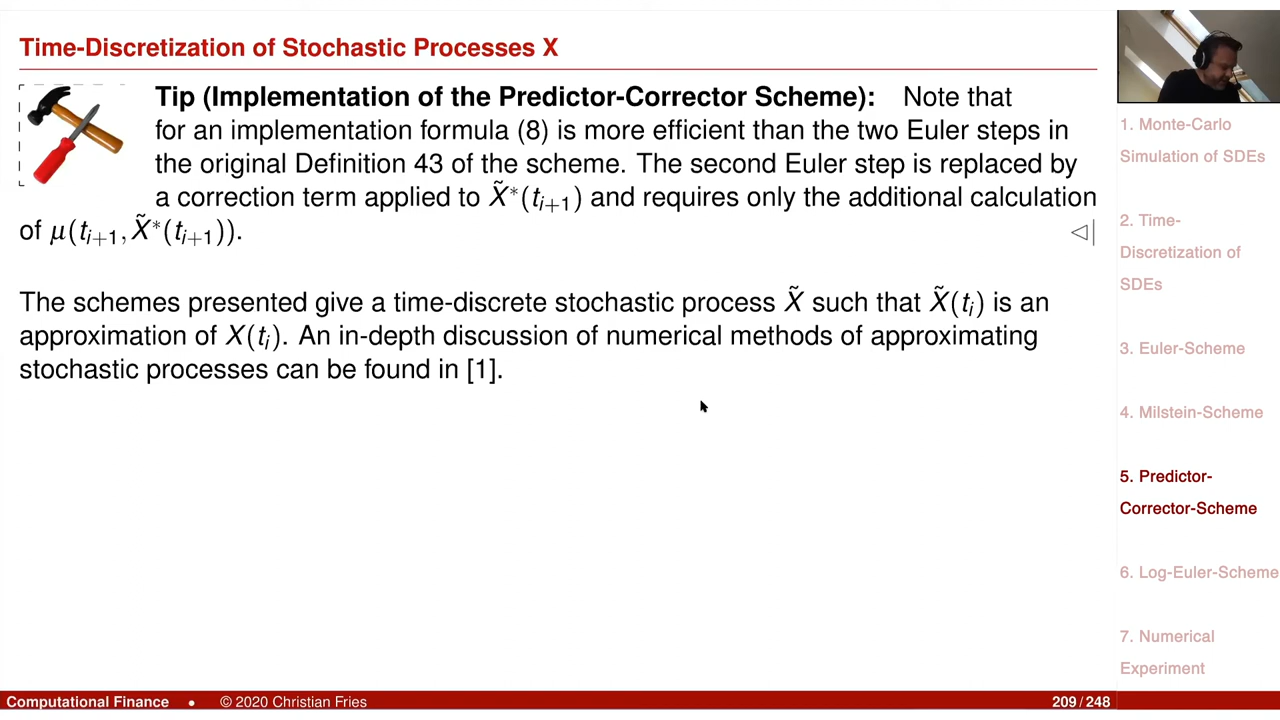 Time-Discretization of Stochastic Processes X
Tip (Implementation of the Predictor-Corrector Scheme): Note that
for an implementation formula (8) is more efficient than the two Euler steps in
the original Definition 43 of the scheme. The second Euler step is replaced by
a correction term applied to X̃*(tᵢ₊₁) and requires only the additional calculation
of μ(tᵢ₊₁, X̃*(tᵢ₊₁)).
The schemes presented give a time-discrete stochastic process X̃ such that X̃(tᵢ) is an
approximation of X(tᵢ). An in-depth discussion of numerical methods of approximating
stochastic processes can be found in [1].
1. Monte-Carlo
Simulation of SDEs
2. Time-
Discretization of
SDEs
3. Euler-Scheme
4. Milstein-Scheme
5. Predictor-
Corrector-Scheme
6. Log-Euler-Scheme
7. Numerical
Experiment
Computational Finance • © 2020 Christian Fries 209 / 248